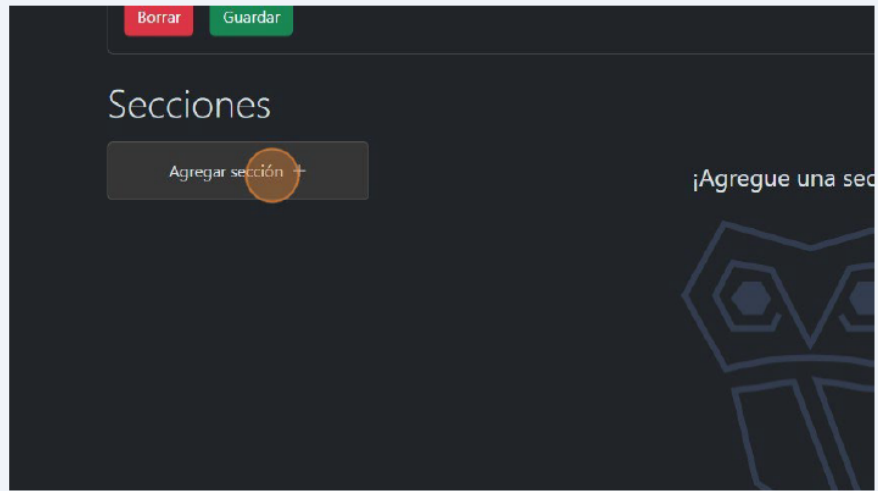 Borrar Guardar
Secciones
Agregar sección +
¡Agregue una sec